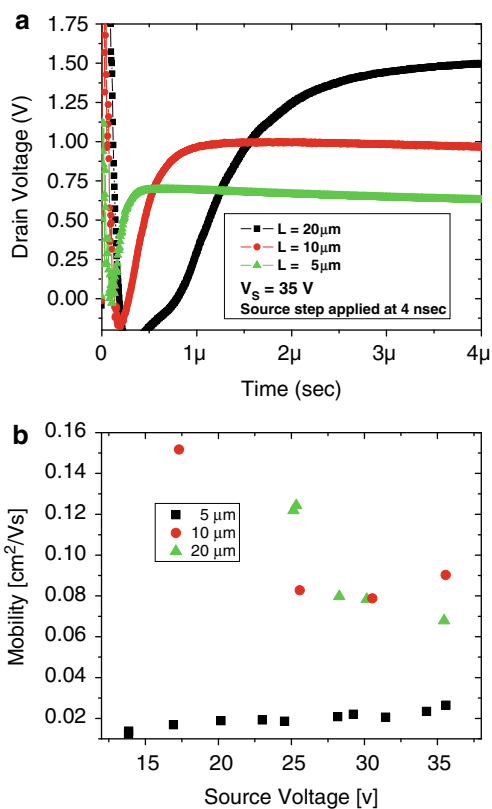 a
1.75
1.50
1.25
1.00
0.75
0.50
0.25
0.00
Drain Voltage (V)
L = 20μm
L = 10μm
L = 5μm
V_S = 35 V
Source step applied at 4 nsec
0 1μ 2μ 3μ 4μ
Time (sec)
b
0.16
0.14
0.12
0.10
0.08
0.06
0.04
0.02
Mobility [cm²/Vs]
5 μm
10 μm
20 μm
15 20 25 30 35
Source Voltage [v]